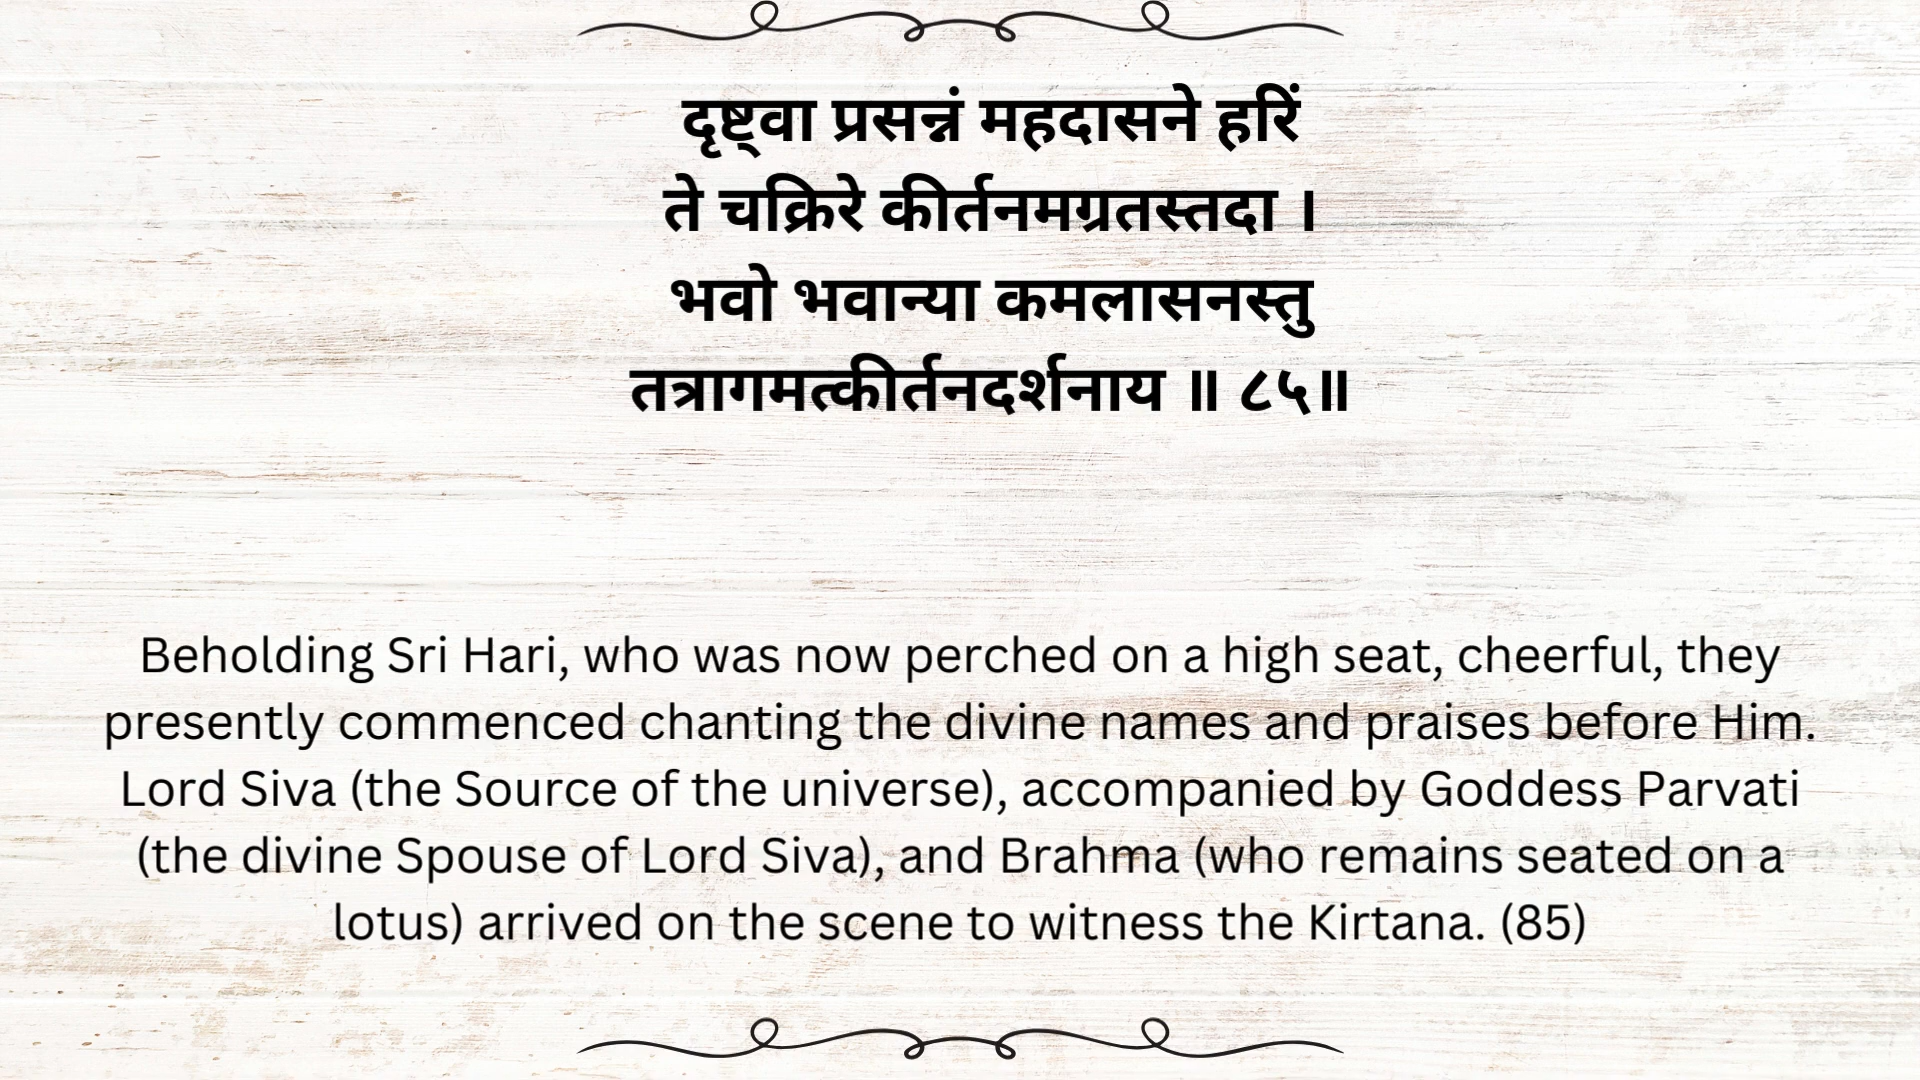 दृष्ट्वा प्रसन्नं महदासने हरिं
ते चक्रिरे कीर्तनमग्रतस्तदा ।
भवो भवान्या कमलासनस्तु
तत्रागमत्कीर्तनदर्शनाय ॥ ८५॥
Beholding Sri Hari, who was now perched on a high seat, cheerful, they
presently commenced chanting the divine names and praises before Him.
Lord Siva (the Source of the universe), accompanied by Goddess Parvati
(the divine Spouse of Lord Siva), and Brahma (who remains seated on a
lotus) arrived on the scene to witness the Kirtana. (85)